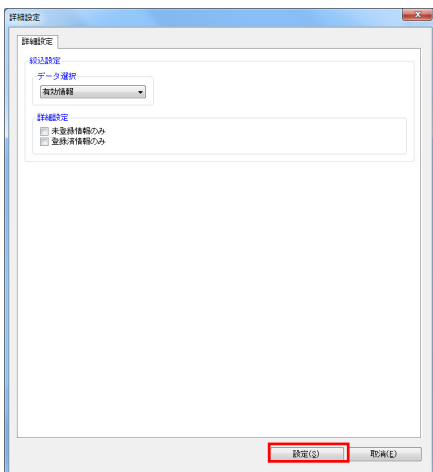 詳細設定
詳細設定
絞込設定
データ選択
有効情報
詳細設定
未登録情報のみ
登録済情報のみ
設定(S) 取消(E)